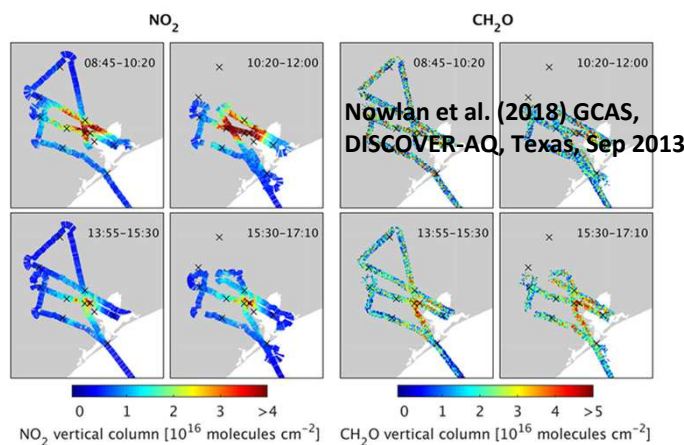 NO2
CH2O
08:45−10:20
10:20−12:00
08:45−10:20
10:20−12:00
Nowlan et al. (2018) GCAS,
DISCOVER-AQ, Texas, Sep 2013
13:55−15:30
15:30−17:10
13:55−15:30
15:30−17:10
0 1 2 3 >4
0 1 2 3 4 >5
NO2 vertical column [10^16 molecules cm^−2]
CH2O vertical column [10^16 molecules cm^−2]